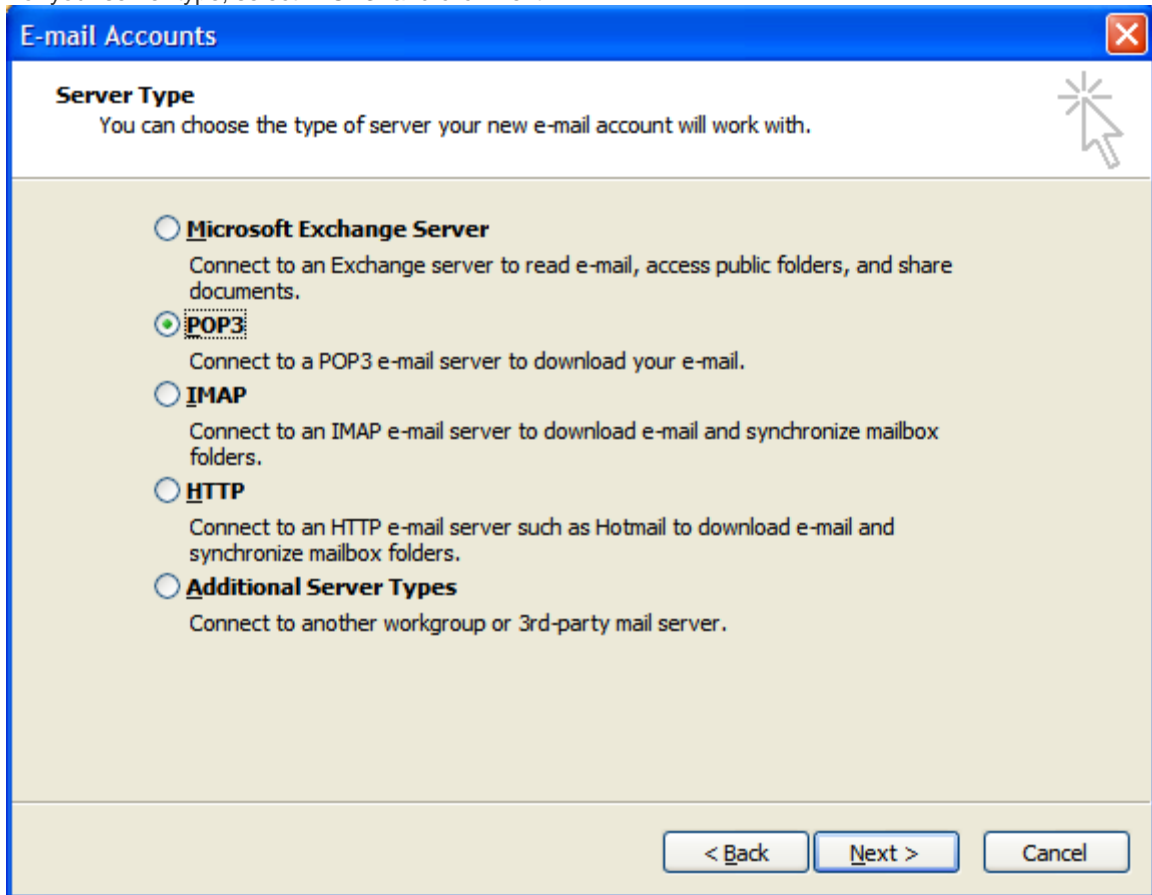 E-mail Accounts
Server Type
You can choose the type of server your new e-mail account will work with.
Microsoft Exchange Server
Connect to an Exchange server to read e-mail, access public folders, and share
documents.
POP3
Connect to a POP3 e-mail server to download your e-mail.
IMAP
Connect to an IMAP e-mail server to download e-mail and synchronize mailbox
folders.
HTTP
Connect to an HTTP e-mail server such as Hotmail to download e-mail and
synchronize mailbox folders.
Additional Server Types
Connect to another workgroup or 3rd-party mail server.
< Back Next > Cancel